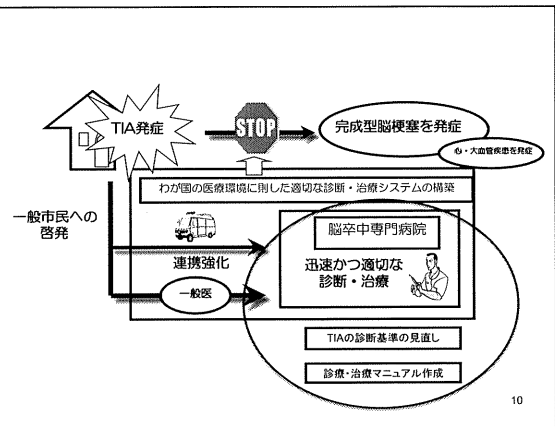 TIA発症
STOP
完成型脳梗塞を発症
心・大血管疾患を発症
わが国の医療環境に則した適切な診断・治療システムの構築
一般市民への
啓発
脳卒中専門病院
連携強化
迅速かつ適切な
診断・治療
一般医
TIAの診断基準の見直し
診療・治療マニュアル作成
10